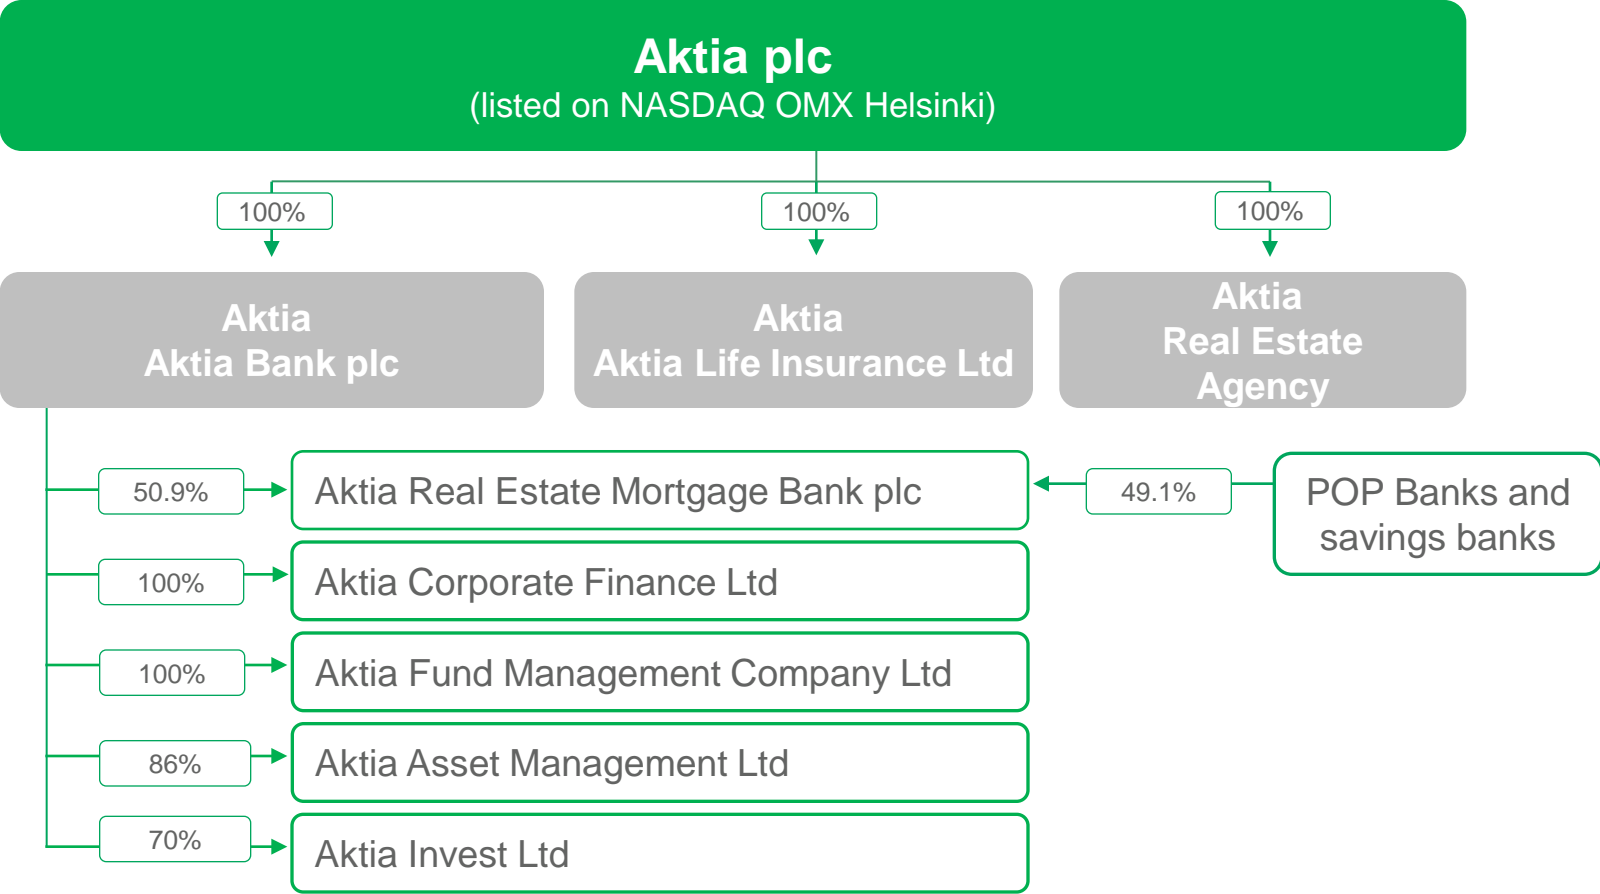 Aktia plc
(listed on NASDAQ OMX Helsinki)
100%
100%
100%
Aktia
Aktia Bank plc
Aktia
Aktia Life Insurance Ltd
Aktia
Real Estate
Agency
50.9%
Aktia Real Estate Mortgage Bank plc
49.1%
POP Banks and
savings banks
100%
Aktia Corporate Finance Ltd
100%
Aktia Fund Management Company Ltd
86%
Aktia Asset Management Ltd
70%
Aktia Invest Ltd